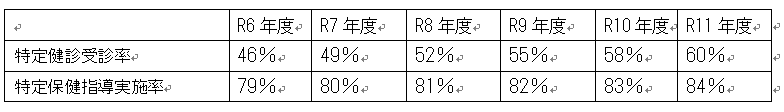 R6年度 R7年度 R8年度 R9年度 R10年度 R11年度
特定健診受診率 46% 49% 52% 55% 58% 60%
特定保健指導実施率 79% 80% 81% 82% 83% 84%